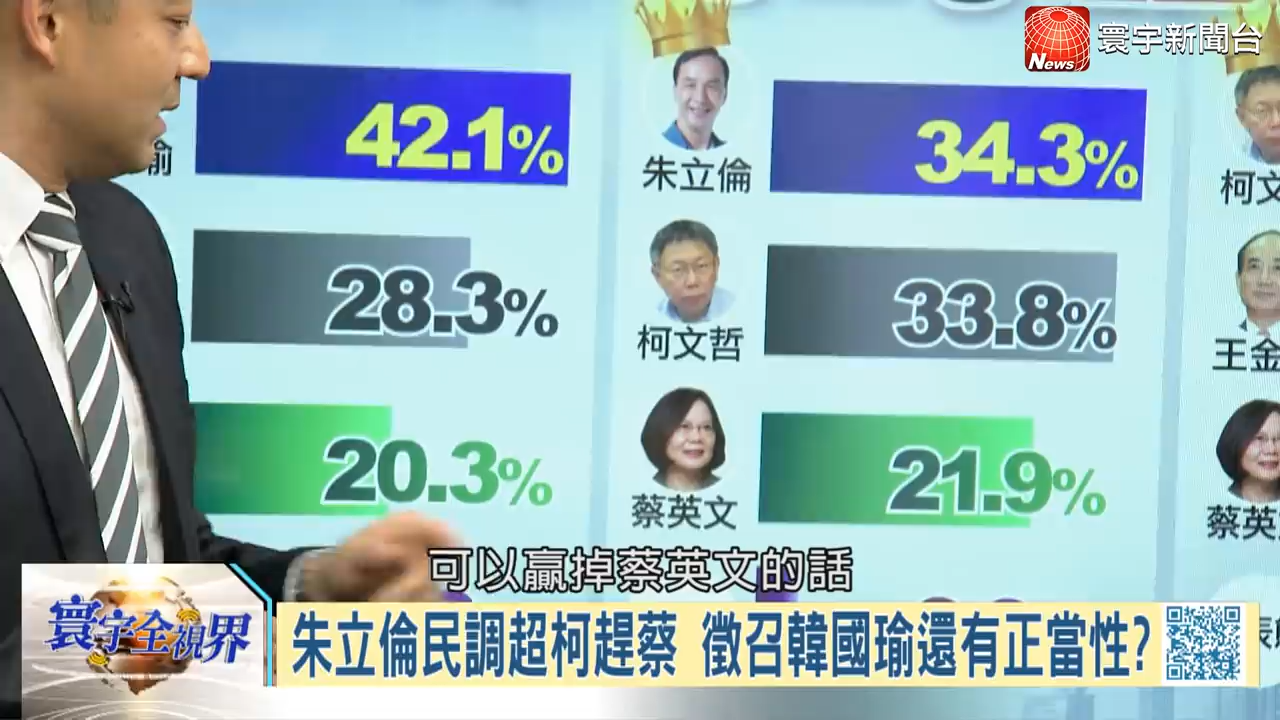 News 寰宇新聞台
瑜 42.1%
28.3%
20.3%
朱立倫 34.3%
柯文哲 33.8%
蔡英文 21.9%
柯文
王金
蔡英
可以贏掉蔡英文的話
寰宇全視界
朱立倫民調超柯趕蔡 徵召韓國瑜還有正當性?